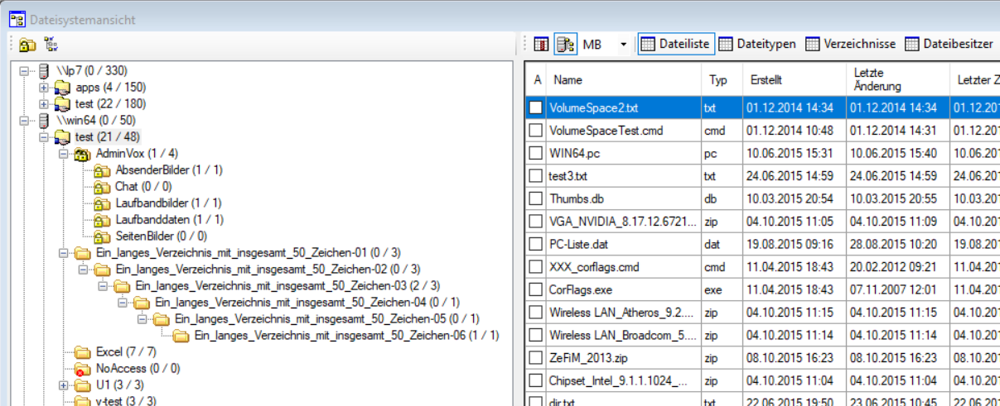 Dateisystemansicht
MB Dateiliste Dateitypen Verzeichnisse Dateibesitzer
\\lp7 (0 / 330)
apps (4 / 150)
test (22 / 180)
\\win64 (0 / 50)
test (21 / 48)
AdminVox (1 / 4)
AbsenderBilder (1 / 1)
Chat (0 / 0)
Laufbandbilder (1 / 1)
Laufbanddaten (1 / 1)
SeitenBilder (0 / 0)
Ein_langes_Verzeichnis_mit_insgesamt_50_Zeichen-01 (0 / 3)
Ein_langes_Verzeichnis_mit_insgesamt_50_Zeichen-02 (0 / 3)
Ein_langes_Verzeichnis_mit_insgesamt_50_Zeichen-03 (2 / 3)
Ein_langes_Verzeichnis_mit_insgesamt_50_Zeichen-04 (0 / 1)
Ein_langes_Verzeichnis_mit_insgesamt_50_Zeichen-05 (0 / 1)
Ein_langes_Verzeichnis_mit_insgesamt_50_Zeichen-06 (1 / 1)
Excel (7 / 7)
NoAccess (0 / 0)
U1 (3 / 3)
v-test (3 / 3)
A Name Typ Erstellt Letzte Änderung Letzter Z
VolumeSpace2.txt txt 01.12.2014 14:34 01.12.2014 14:34 01.12.201
VolumeSpaceTest.cmd cmd 01.12.2014 10:48 01.12.2014 14:31 01.12.201
WIN64.pc pc 10.06.2015 15:31 10.06.2015 15:40 10.06.201
test3.txt txt 24.06.2015 14:59 24.06.2015 14:59 24.06.201
Thumbs.db db 10.03.2015 20:54 10.03.2015 20:55 10.03.201
VGA_NVIDIA_8.17.12.6721... zip 04.10.2015 11:05 04.10.2015 11:09 04.10.201
PC-Liste.dat dat 19.08.2015 09:16 28.08.2015 10:20 19.08.201
XXX_corflags.cmd cmd 11.04.2015 18:43 20.02.2012 09:21 11.04.201
CorFlags.exe exe 11.04.2015 18:43 07.11.2007 12:01 11.04.201
Wireless LAN_Atheros_9.2.... zip 04.10.2015 11:15 04.10.2015 11:15 04.10.201
Wireless LAN_Broadcom_5.... zip 04.10.2015 11:14 04.10.2015 11:14 04.10.201
ZeFiM_2013.zip zip 08.10.2015 16:23 08.10.2015 16:23 08.10.201
Chipset_Intel_9.1.1.1024_... zip 04.10.2015 11:04 04.10.2015 11:04 04.10.201
dir.txt txt 22.06.2015 19:50 23.06.2015 10:45 22.06.201